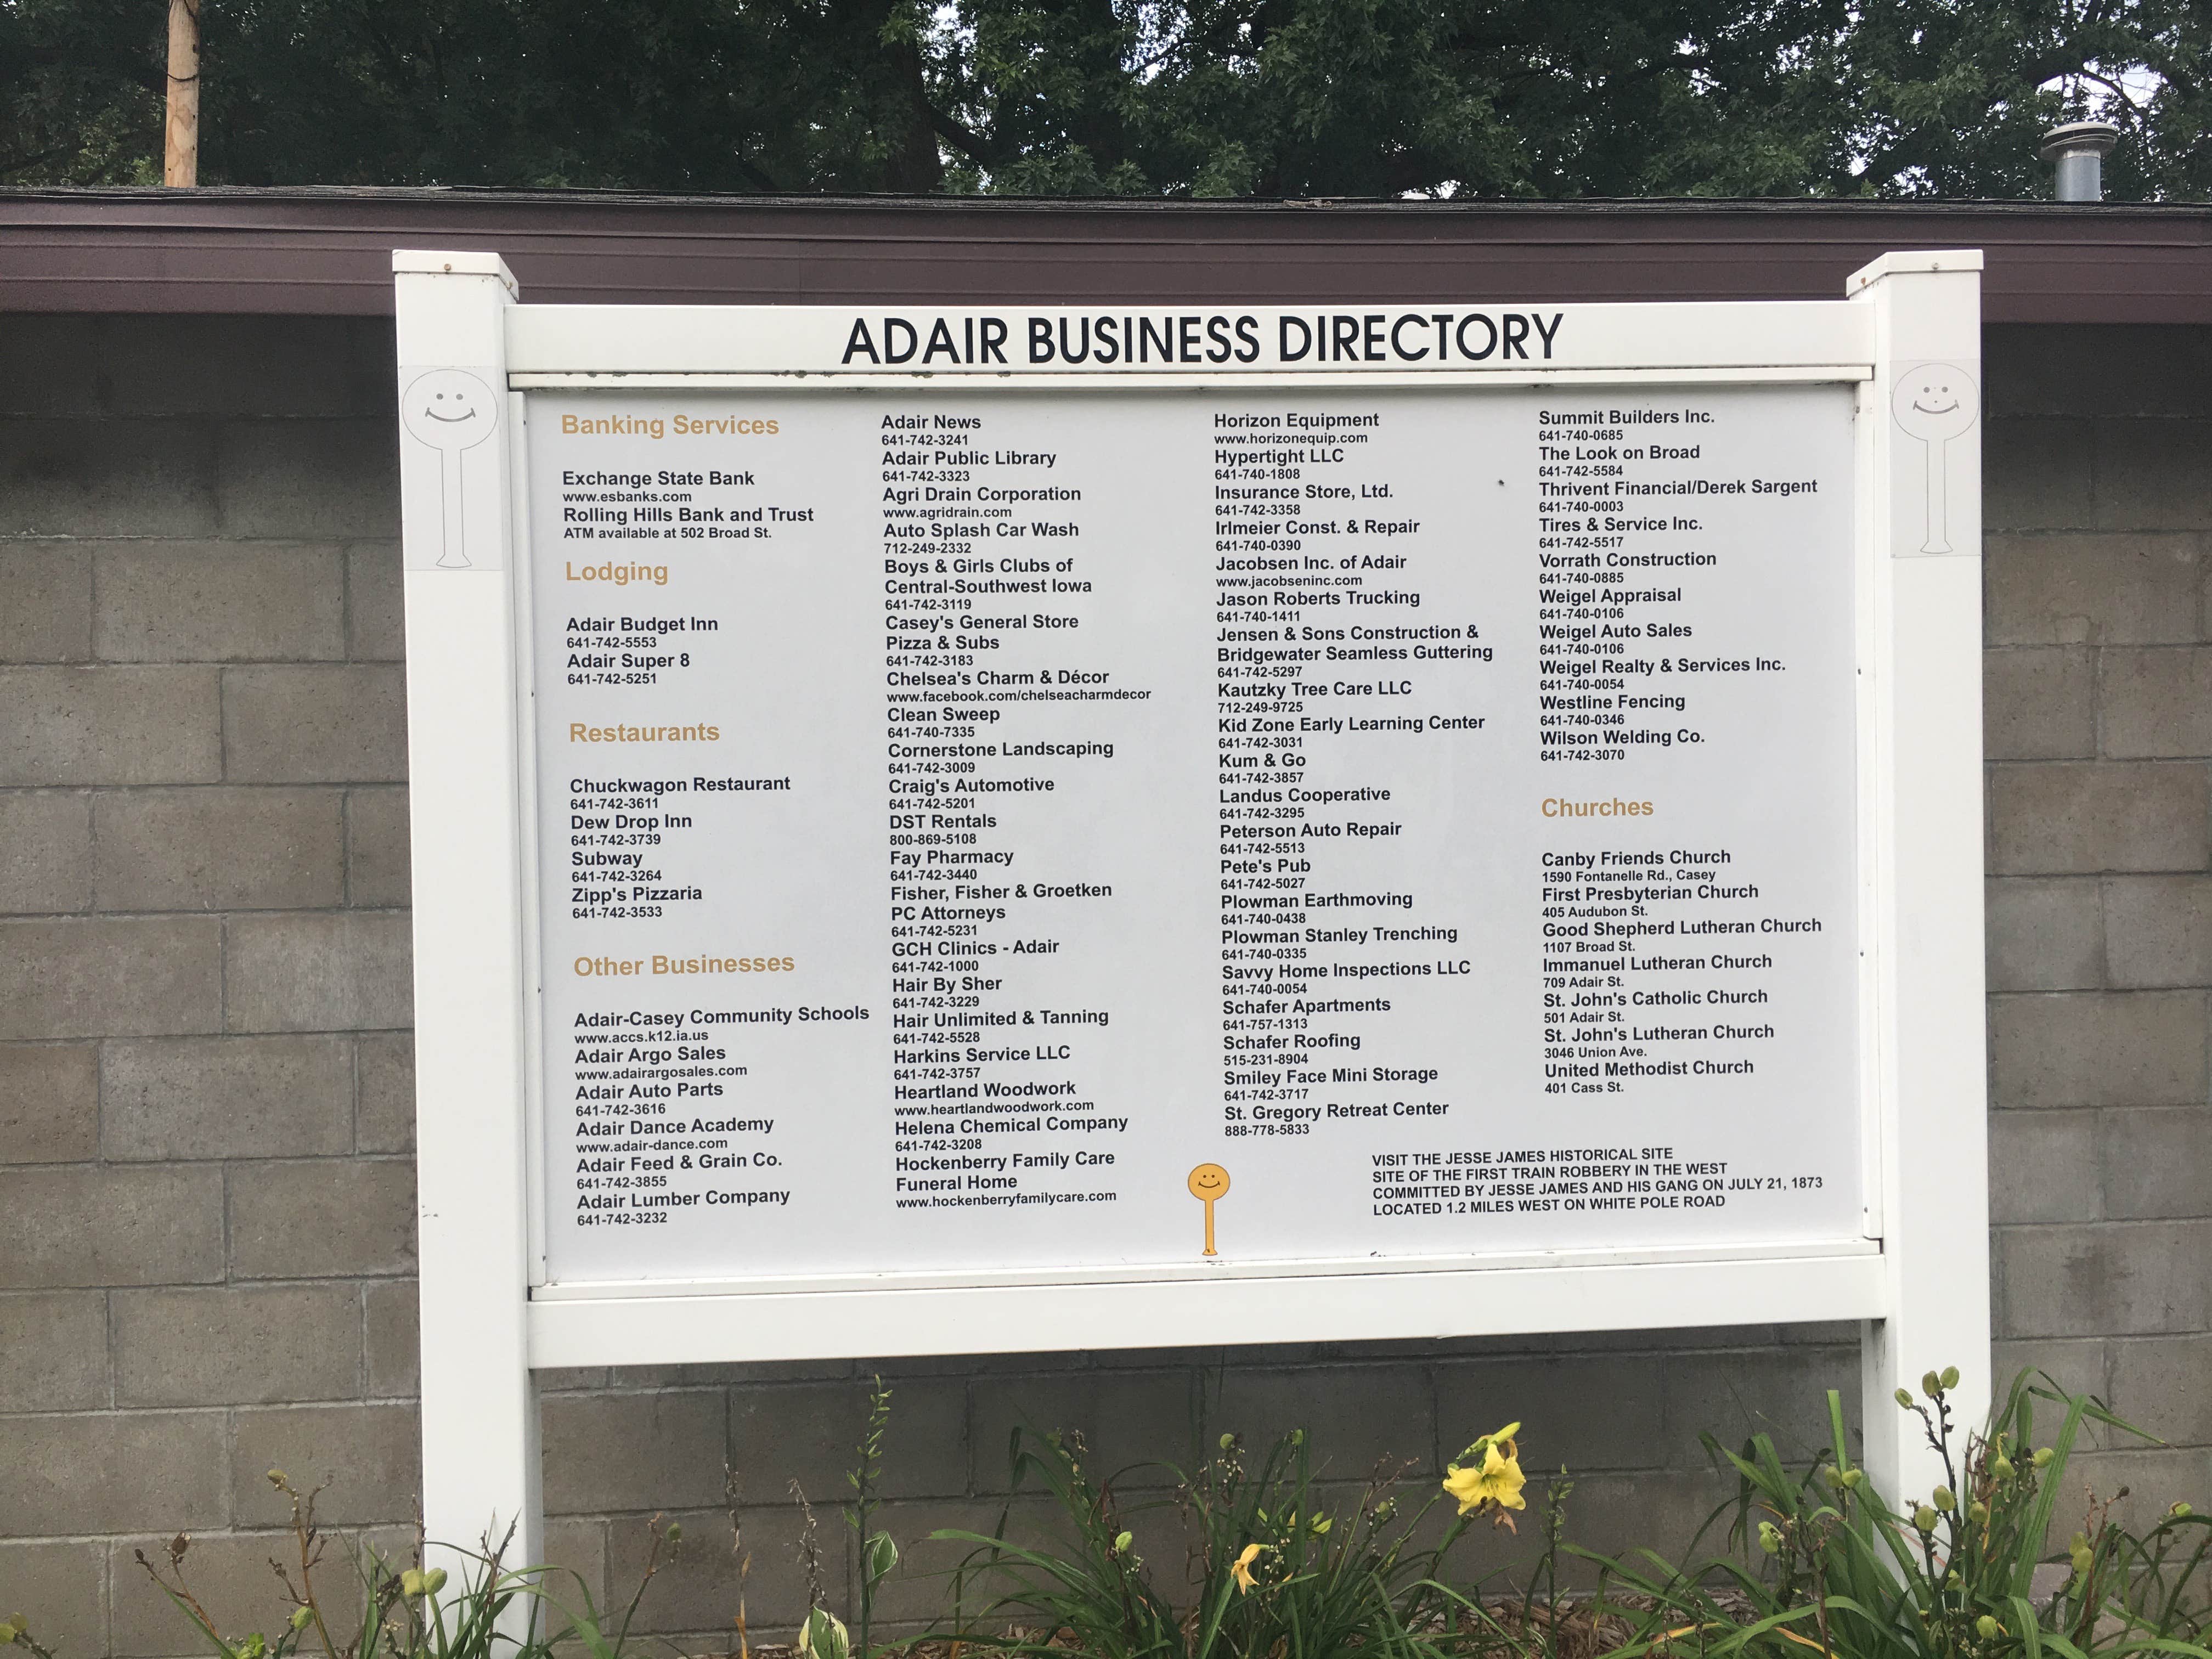 ADAIR BUSINESS DIRECTORY
Banking Services
Exchange State Bank
www.esbanks.com
Rolling Hills Bank and Trust
ATM available at 502 Broad St.
Lodging
Adair Budget Inn
641-742-5553
Adair Super 8
641-742-5251
Restaurants
Chuckwagon Restaurant
641-742-3611
Dew Drop Inn
641-742-3739
Subway
641-742-3264
Zipp's Pizzaria
641-742-3533
Other Businesses
Adair-Casey Community Schools
www.accs.k12.ia.us
Adair Argo Sales
www.adairargosales.com
Adair Auto Parts
641-742-3616
Adair Dance Academy
www.adair-dance.com
Adair Feed & Grain Co.
641-742-3855
Adair Lumber Company
641-742-3232
Adair News
641-742-3241
Adair Public Library
641-742-3323
Agri Drain Corporation
www.agridrain.com
Auto Splash Car Wash
712-249-2332
Boys & Girls Clubs of
Central-Southwest Iowa
641-742-3119
Casey's General Store
Pizza & Subs
641-742-3183
Chelsea's Charm & Décor
www.facebook.com/chelseacharmdecor
Clean Sweep
641-740-7335
Cornerstone Landscaping
641-742-3009
Craig's Automotive
641-742-5201
DST Rentals
800-869-5108
Fay Pharmacy
641-742-3440
Fisher, Fisher & Groetken
PC Attorneys
641-742-5231
GCH Clinics - Adair
641-742-1000
Hair By Sher
641-742-3229
Hair Unlimited & Tanning
641-742-5528
Harkins Service LLC
641-742-3757
Heartland Woodwork
www.heartlandwoodwork.com
Helena Chemical Company
641-742-3208
Hockenberry Family Care
Funeral Home
www.hockenberryfamilycare.com
Horizon Equipment
www.horizonequip.com
Hypertight LLC
641-740-1808
Insurance Store, Ltd.
641-742-3358
Irlmeier Const. & Repair
641-740-0390
Jacobsen Inc. of Adair
www.jacobseninc.com
Jason Roberts Trucking
641-740-1411
Jensen & Sons Construction &
Bridgewater Seamless Guttering
641-742-5297
Kautzky Tree Care LLC
712-249-9725
Kid Zone Early Learning Center
641-742-3031
Kum & Go
641-742-3857
Landus Cooperative
641-742-3295
Peterson Auto Repair
641-742-5513
Pete's Pub
641-742-5027
Plowman Earthmoving
641-740-0438
Plowman Stanley Trenching
641-740-0335
Savvy Home Inspections LLC
641-740-0054
Schafer Apartments
641-757-1313
Schafer Roofing
515-231-8904
Smiley Face Mini Storage
641-742-3717
St. Gregory Retreat Center
888-778-5833
Summit Builders Inc.
641-740-0685
The Look on Broad
641-742-5584
Thrivent Financial/Derek Sargent
641-740-0003
Tires & Service Inc.
641-742-5517
Vorrath Construction
641-740-0885
Weigel Appraisal
641-740-0106
Weigel Auto Sales
641-740-0106
Weigel Realty & Services Inc.
641-740-0054
Westline Fencing
641-740-0346
Wilson Welding Co.
641-742-3070
Churches
Canby Friends Church
1590 Fontanelle Rd., Casey
First Presbyterian Church
405 Audubon St.
Good Shepherd Lutheran Church
1107 Broad St.
Immanuel Lutheran Church
709 Adair St.
St. John's Catholic Church
501 Adair St.
St. John's Lutheran Church
3046 Union Ave.
United Methodist Church
401 Cass St.
VISIT THE JESSE JAMES HISTORICAL SITE
SITE OF THE FIRST TRAIN ROBBERY IN THE WEST
COMMITTED BY JESSE JAMES AND HIS GANG ON JULY 21, 1873
LOCATED 1.2 MILES WEST ON WHITE POLE ROAD